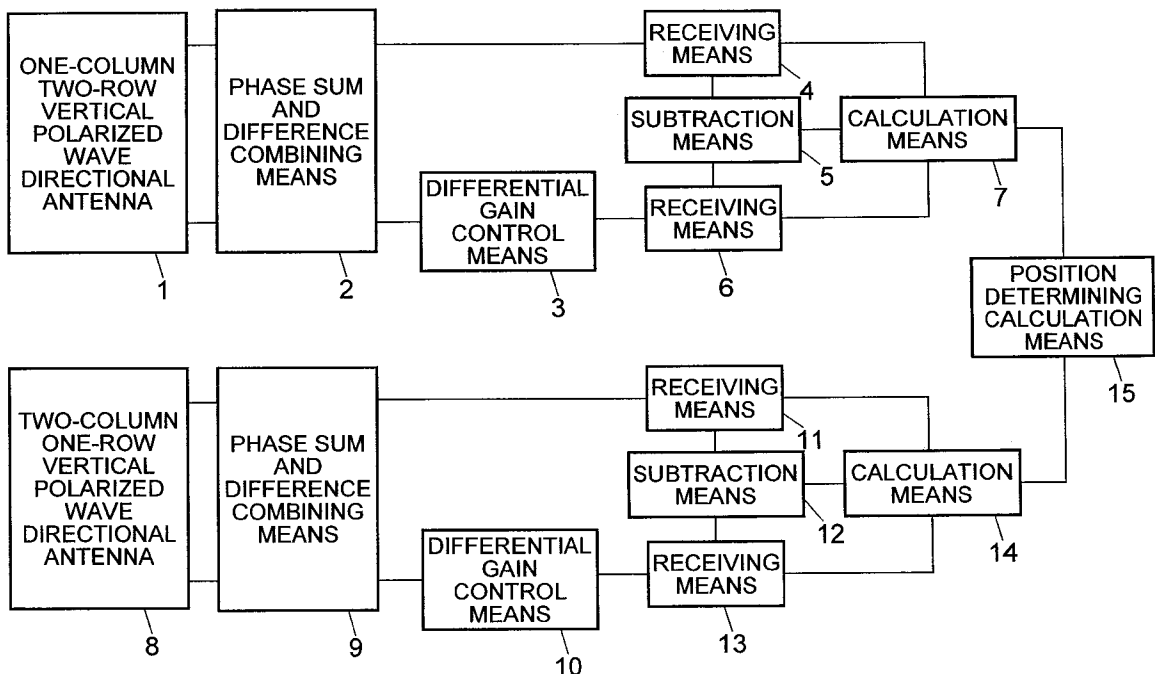 ONE-COLUMN
TWO-ROW
VERTICAL
POLARIZED
WAVE
DIRECTIONAL
ANTENNA
1
PHASE SUM
AND
DIFFERENCE
COMBINING
MEANS
2
DIFFERENTIAL
GAIN
CONTROL
MEANS
3
RECEIVING
MEANS
4
SUBTRACTION
MEANS
5
RECEIVING
MEANS
6
CALCULATION
MEANS
7
POSITION
DETERMINING
CALCULATION
MEANS
15
TWO-COLUMN
ONE-ROW
VERTICAL
POLARIZED
WAVE
DIRECTIONAL
ANTENNA
8
PHASE SUM
AND
DIFFERENCE
COMBINING
MEANS
9
DIFFERENTIAL
GAIN
CONTROL
MEANS
10
RECEIVING
MEANS
11
SUBTRACTION
MEANS
12
RECEIVING
MEANS
13
CALCULATION
MEANS
14